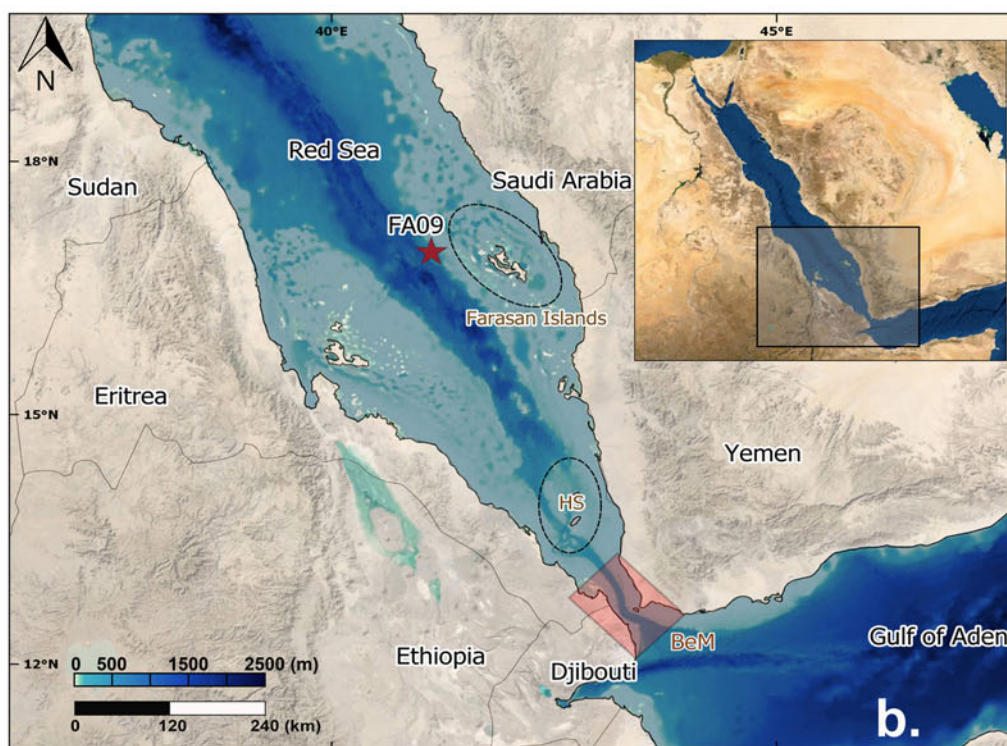 40°E
45°E
N
18°N
Red Sea
Sudan
Saudi Arabia
FA09
Farasan Islands
15°N
Eritrea
Yemen
HS
BeM
Gulf of Aden
12°N
Ethiopia
Djibouti
0 500 1500 2500 (m)
0 120 240 (km)
b.